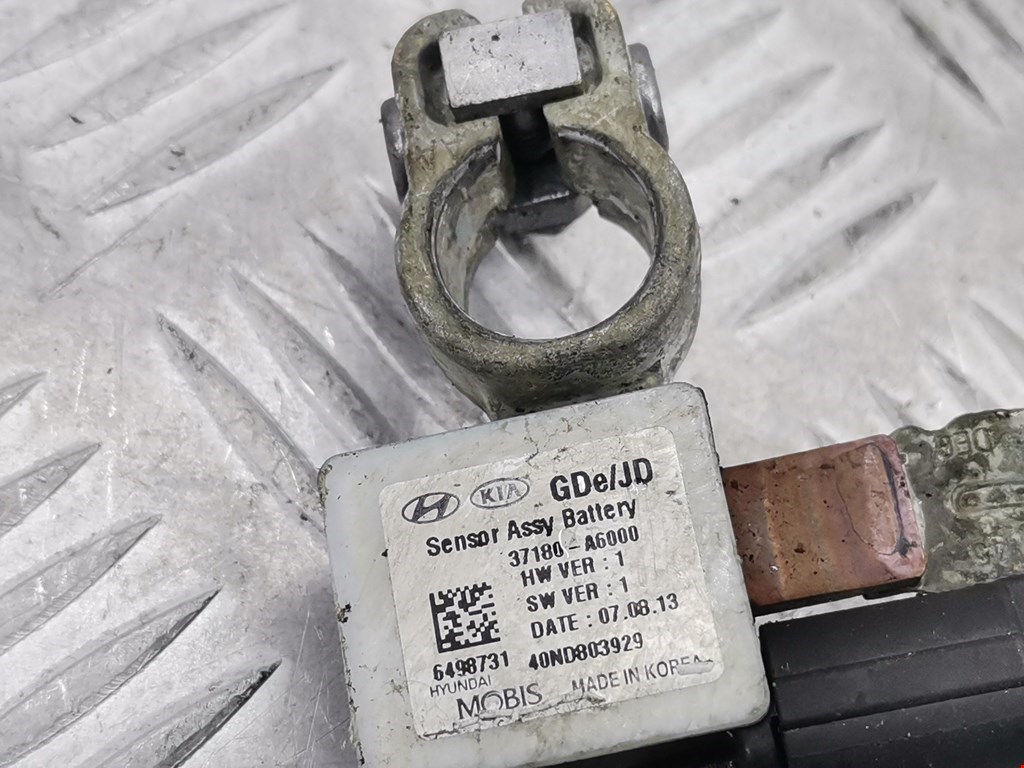 KIA GDe/JD
Sensor Assy Battery
37180-A6000
HW VER : 1
SW VER : 1
DATE : 07.08.13
6498731 40ND803929
HYUNDAI
MOBIS MADE IN KOREA